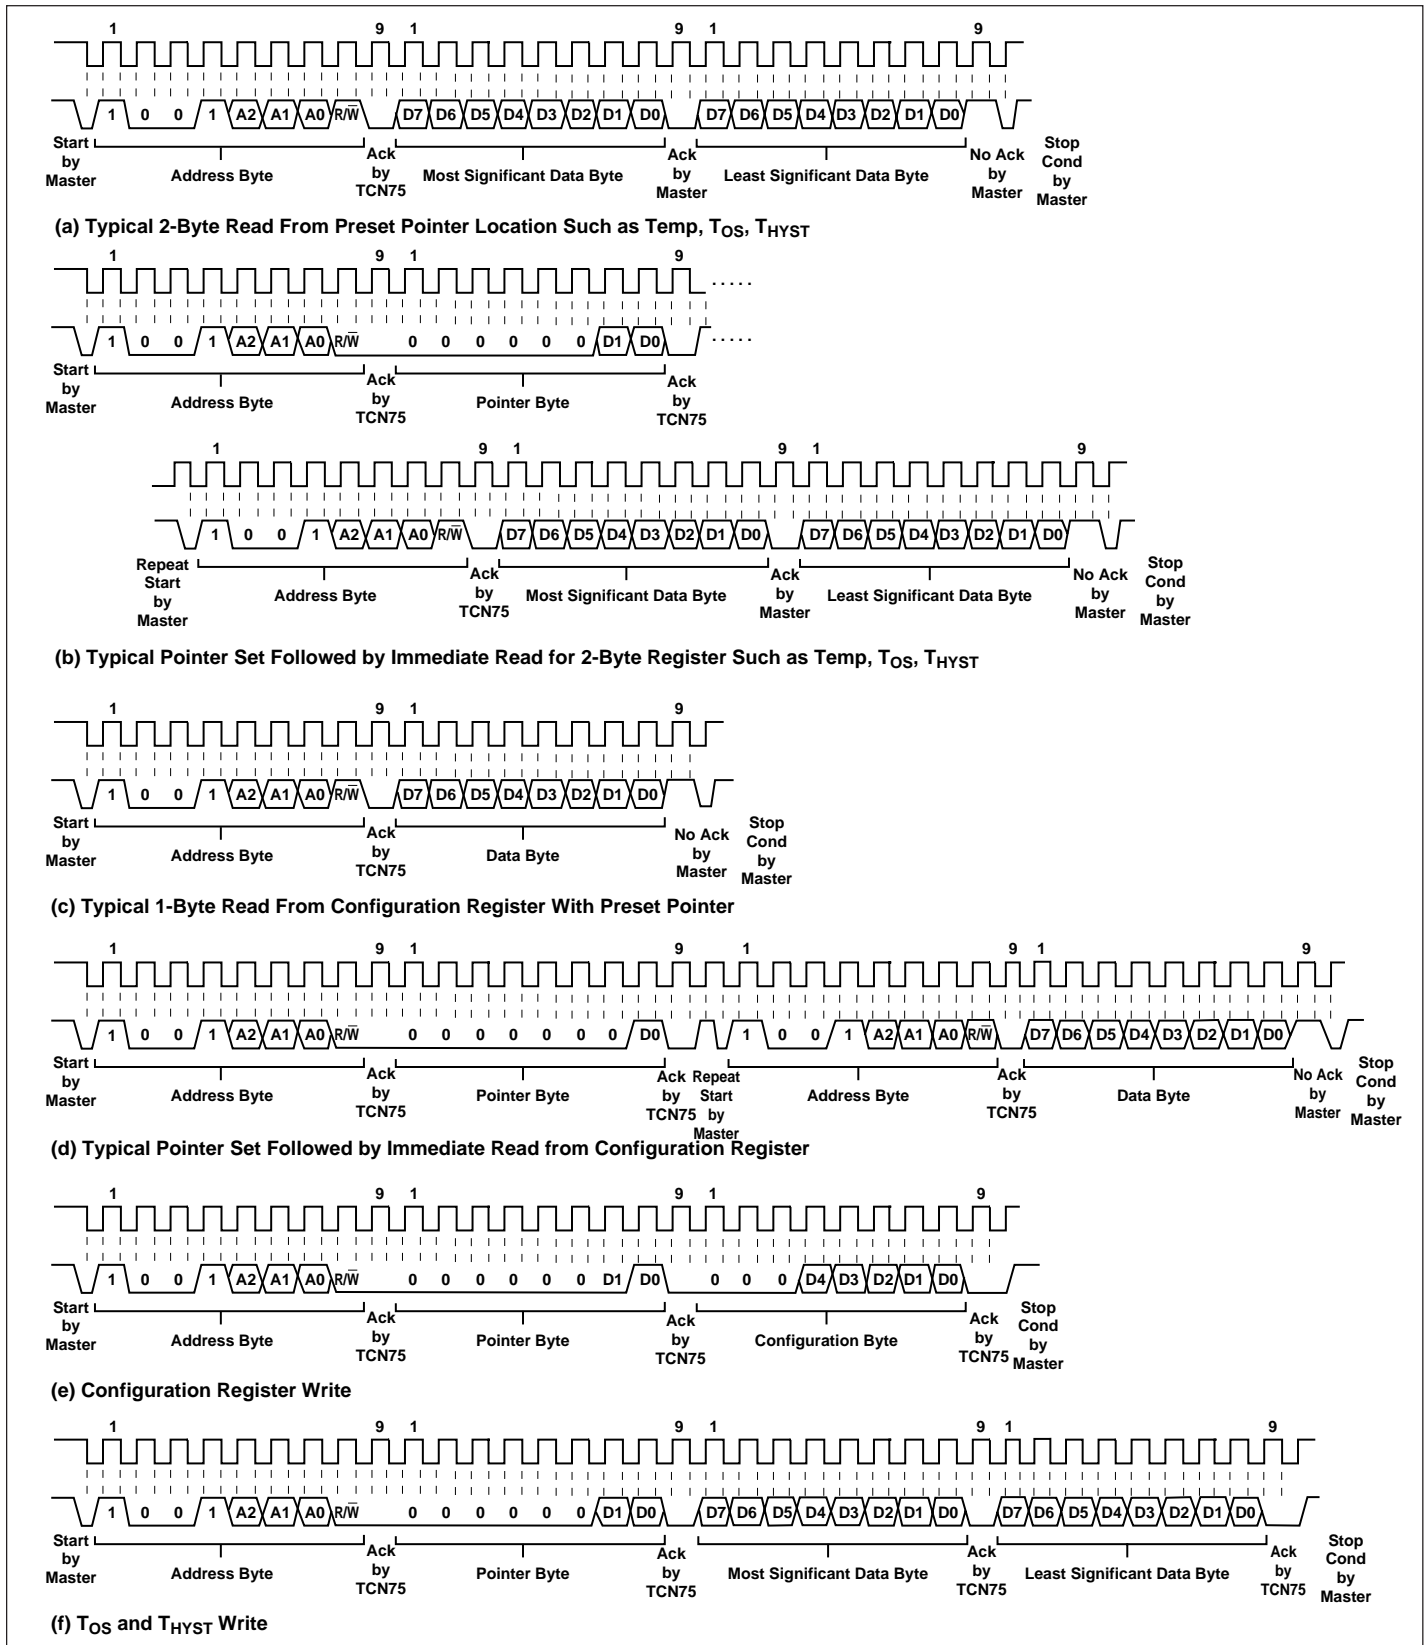 1 9 1 9 1 9
1 0 0 1 A2 A1 A0 R/W̅ D7 D6 D5 D4 D3 D2 D1 D0 D7 D6 D5 D4 D3 D2 D1 D0
Start by Master
Address Byte
Ack by TCN75
Most Significant Data Byte
Ack by Master
Least Significant Data Byte
No Ack by Master
Stop Cond by Master
(a) Typical 2-Byte Read From Preset Pointer Location Such as Temp, TOS, THYST
1 9 1 9
.....
1 0 0 1 A2 A1 A0 R/W̅ 0 0 0 0 0 0 D1 D0
.....
Start by Master
Address Byte
Ack by TCN75
Pointer Byte
Ack by TCN75
1 9 1 9 1 9
1 0 0 1 A2 A1 A0 R/W̅ D7 D6 D5 D4 D3 D2 D1 D0 D7 D6 D5 D4 D3 D2 D1 D0
Repeat Start by Master
Address Byte
Ack by TCN75
Most Significant Data Byte
Ack by Master
Least Significant Data Byte
No Ack by Master
Stop Cond by Master
(b) Typical Pointer Set Followed by Immediate Read for 2-Byte Register Such as Temp, TOS, THYST
1 9 1 9
1 0 0 1 A2 A1 A0 R/W̅ D7 D6 D5 D4 D3 D2 D1 D0
Start by Master
Address Byte
Ack by TCN75
Data Byte
No Ack by Master
Stop Cond by Master
(c) Typical 1-Byte Read From Configuration Register With Preset Pointer
1 9 1 9 1 9 1 9
1 0 0 1 A2 A1 A0 R/W̅ 0 0 0 0 0 0 0 D0 1 0 0 1 A2 A1 A0 R/W̅ D7 D6 D5 D4 D3 D2 D1 D0
Start by Master
Address Byte
Ack by TCN75
Pointer Byte
Ack by TCN75
Repeat Start by Master
Address Byte
Ack by TCN75
Data Byte
No Ack by Master
Stop Cond by Master
(d) Typical Pointer Set Followed by Immediate Read from Configuration Register
1 9 1 9 1 9
1 0 0 1 A2 A1 A0 R/W̅ 0 0 0 0 0 0 D1 D0 0 0 0 D4 D3 D2 D1 D0
Start by Master
Address Byte
Ack by TCN75
Pointer Byte
Ack by TCN75
Configuration Byte
Ack by TCN75
Stop Cond by Master
(e) Configuration Register Write
1 9 1 9 1 9 1 9
1 0 0 1 A2 A1 A0 R/W̅ 0 0 0 0 0 0 D1 D0 D7 D6 D5 D4 D3 D2 D1 D0 D7 D6 D5 D4 D3 D2 D1 D0
Start by Master
Address Byte
Ack by TCN75
Pointer Byte
Ack by TCN75
Most Significant Data Byte
Ack by TCN75
Least Significant Data Byte
Ack by TCN75
Stop Cond by Master
(f) TOS and THYST Write